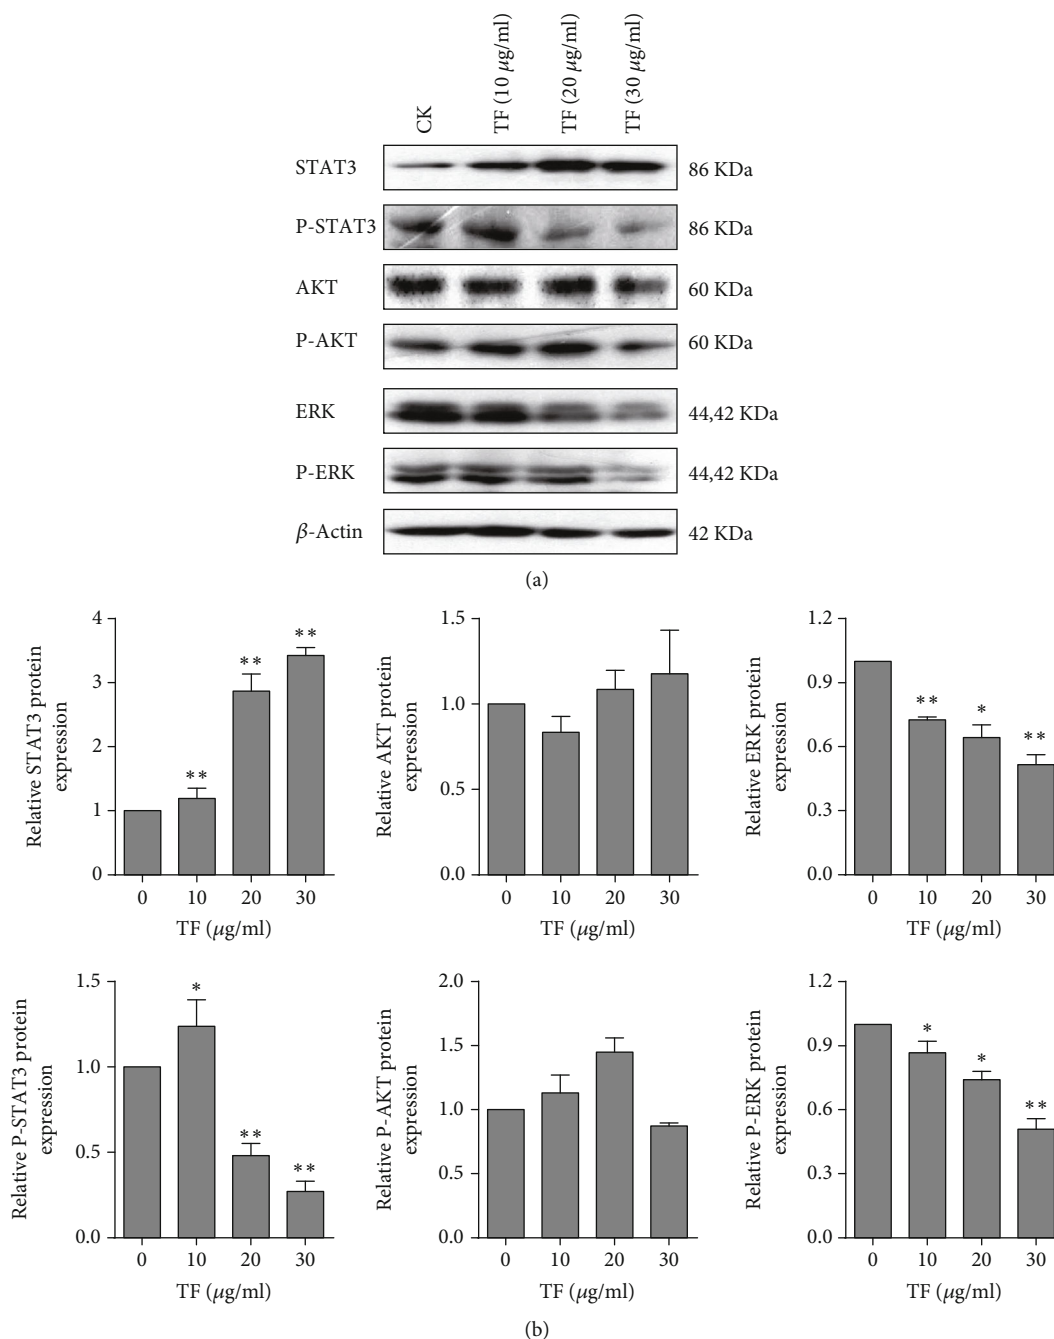 CK
TF (10 μg/ml)
TF (20 μg/ml)
TF (30 μg/ml)
STAT3
86 KDa
P-STAT3
86 KDa
AKT
60 KDa
P-AKT
60 KDa
ERK
44,42 KDa
P-ERK
44,42 KDa
β-Actin
42 KDa
(a)
Relative STAT3 protein
expression
4
3
2
1
0
**
**
**
0 10 20 30
TF (μg/ml)
Relative AKT protein
expression
1.5
1.0
0.5
0.0
0 10 20 30
TF (μg/ml)
Relative ERK protein
expression
1.2
0.9
0.6
0.3
0.0
**
*
**
0 10 20 30
TF (μg/ml)
Relative P-STAT3 protein
expression
1.5
1.0
0.5
0.0
*
**
**
0 10 20 30
TF (μg/ml)
Relative P-AKT protein
expression
2.0
1.5
1.0
0.5
0.0
0 10 20 30
TF (μg/ml)
Relative P-ERK protein
expression
1.2
0.9
0.6
0.3
0.0
*
*
**
0 10 20 30
TF (μg/ml)
(b)